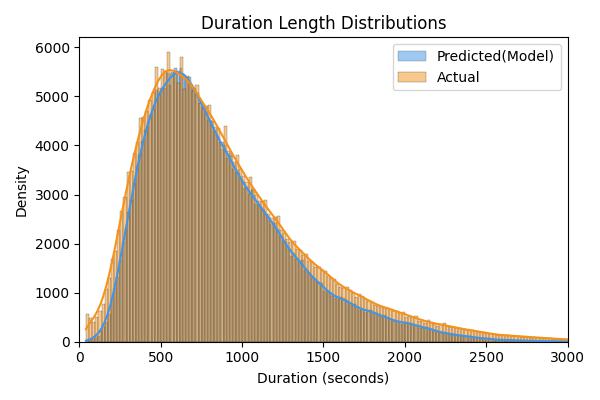 Duration Length Distributions
Predicted(Model)
Actual
Density
6000
5000
4000
3000
2000
1000
0
0 500 1000 1500 2000 2500 3000
Duration (seconds)